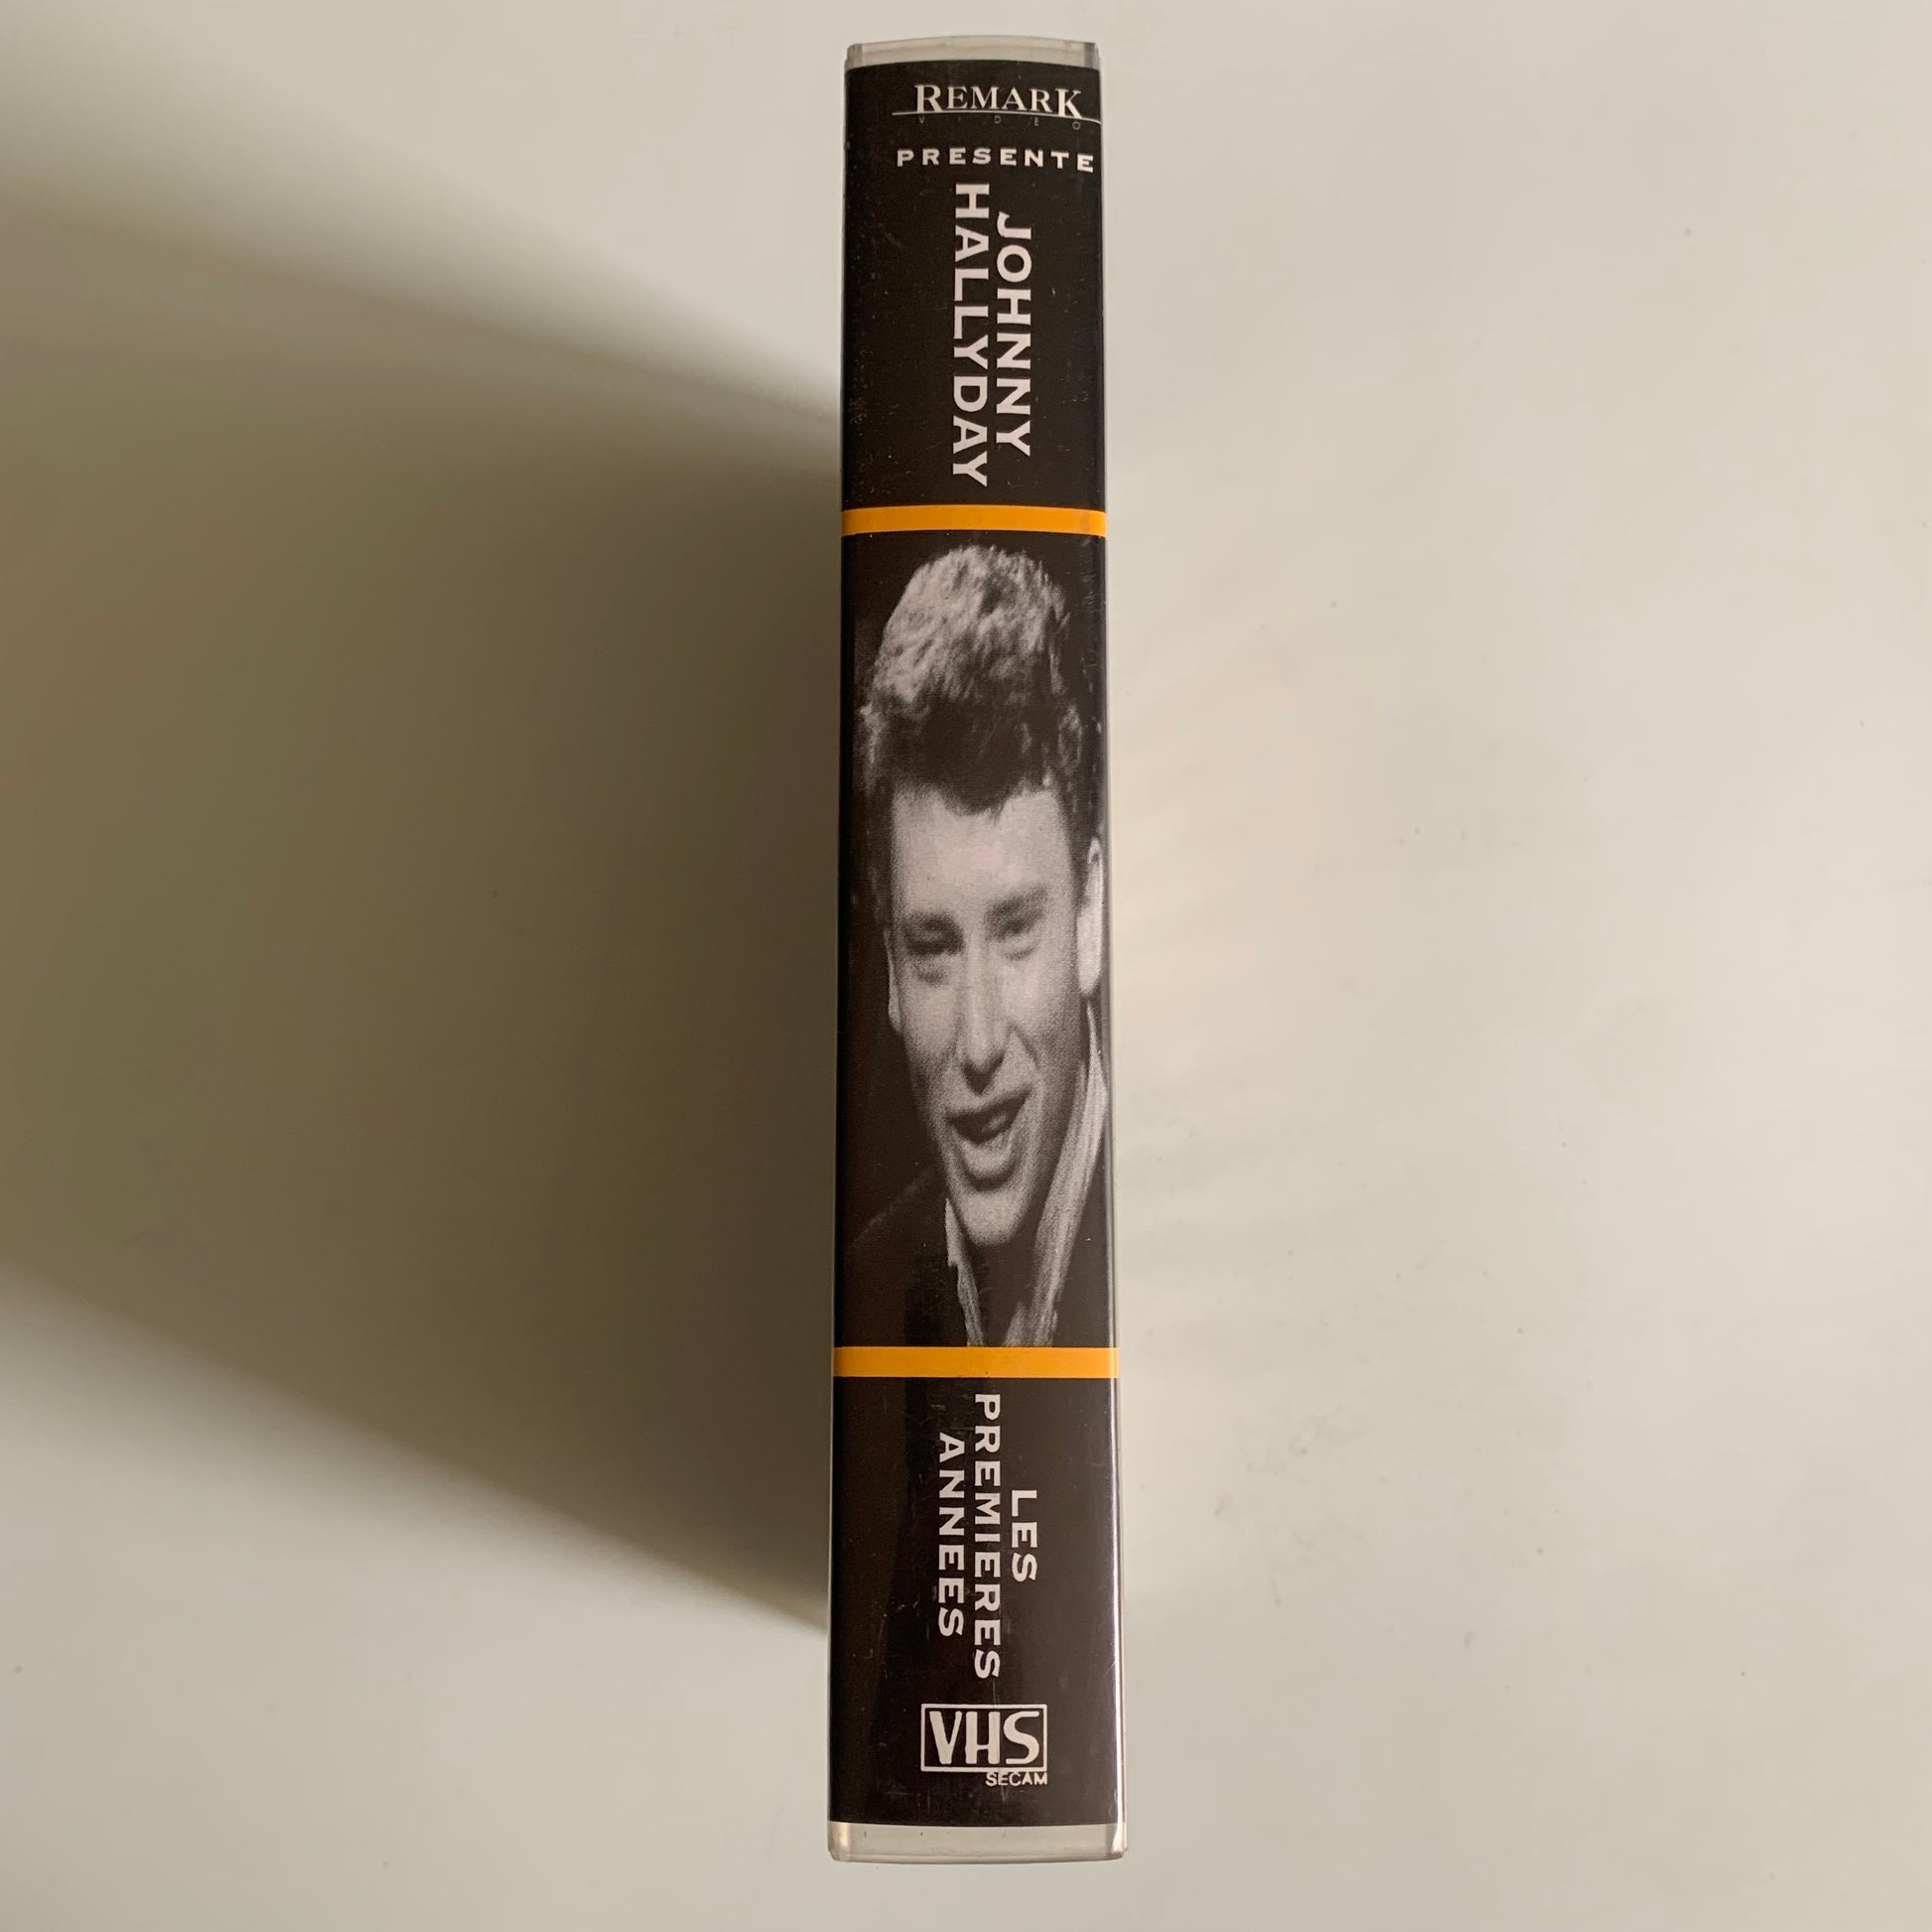 REMARK
VIDEO
PRESENTE
JOHNNY
HALLYDAY
LES
PREMIERES
ANNEES
VHS
SECAM